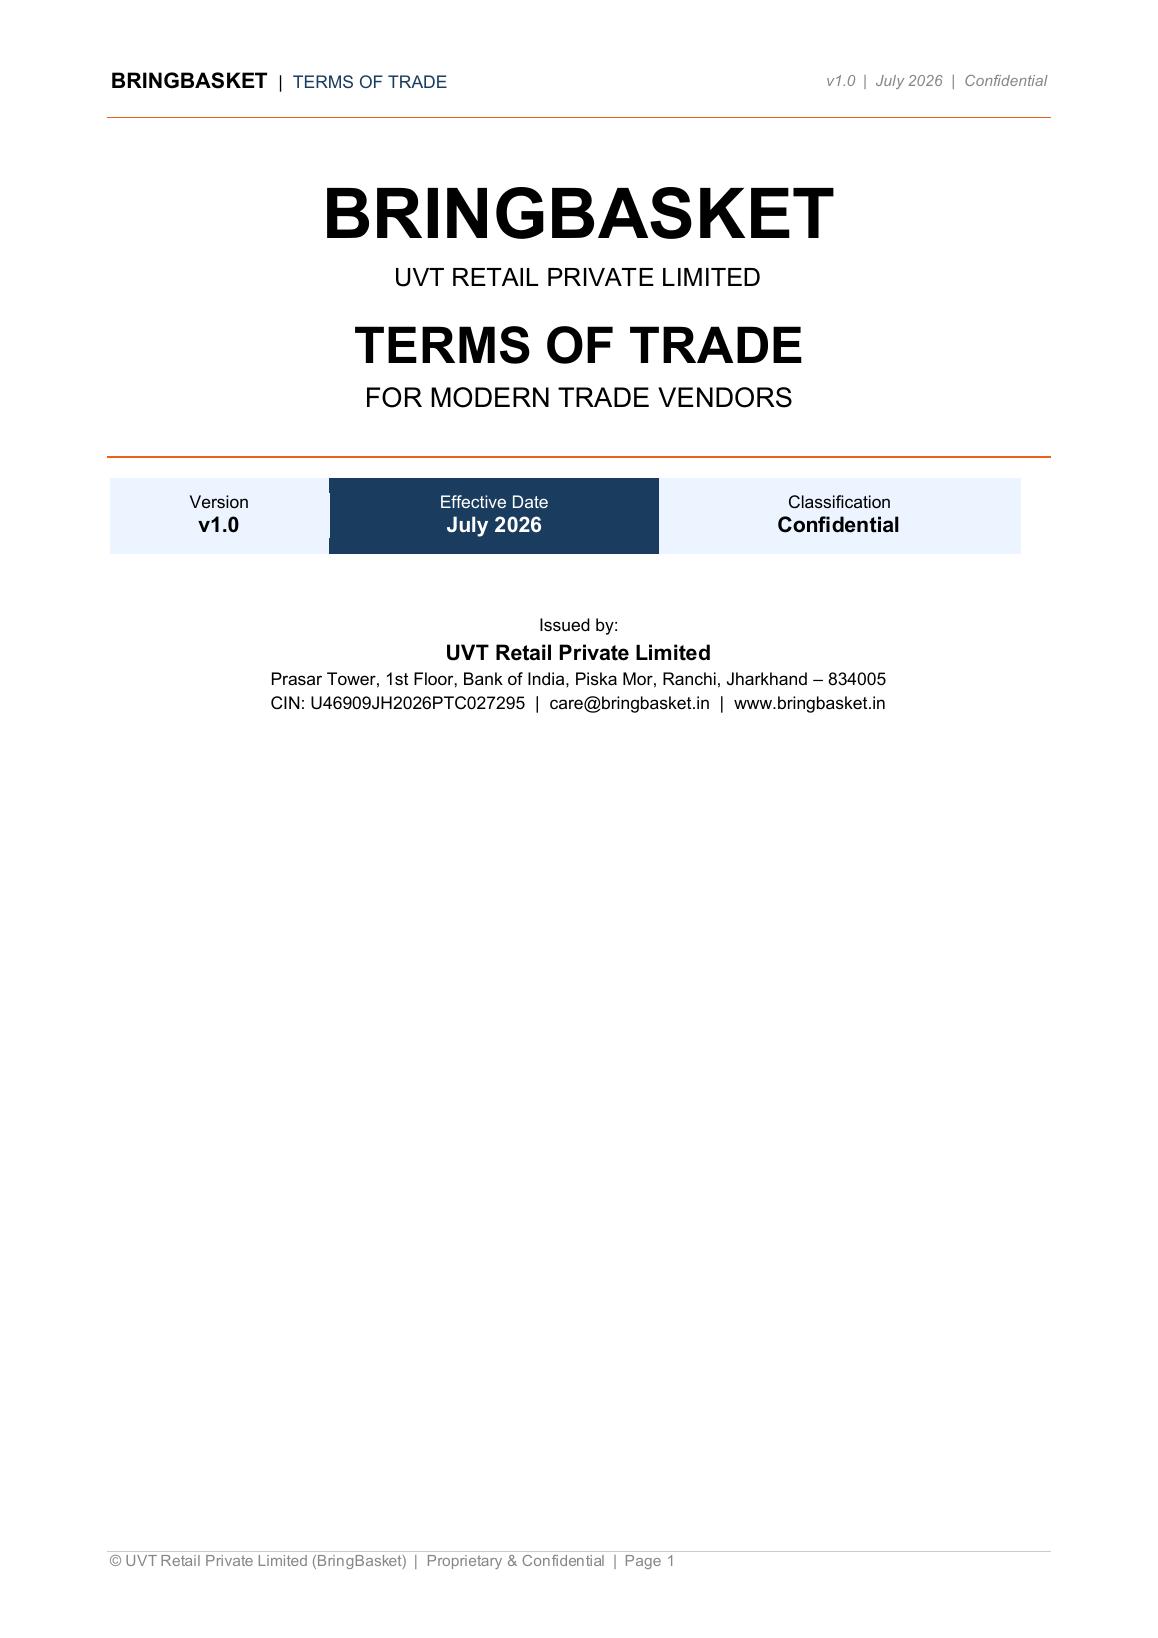 BRINGBASKET | TERMS OF TRADE
v1.0 | July 2026 | Confidential
BRINGBASKET
UVT RETAIL PRIVATE LIMITED
TERMS OF TRADE
FOR MODERN TRADE VENDORS
Version
v1.0
Effective Date
July 2026
Classification
Confidential
Issued by:
UVT Retail Private Limited
Prasar Tower, 1st Floor, Bank of India, Piska Mor, Ranchi, Jharkhand – 834005
CIN: U46909JH2026PTC027295 | care@bringbasket.in | www.bringbasket.in
© UVT Retail Private Limited (BringBasket) | Proprietary & Confidential | Page 1